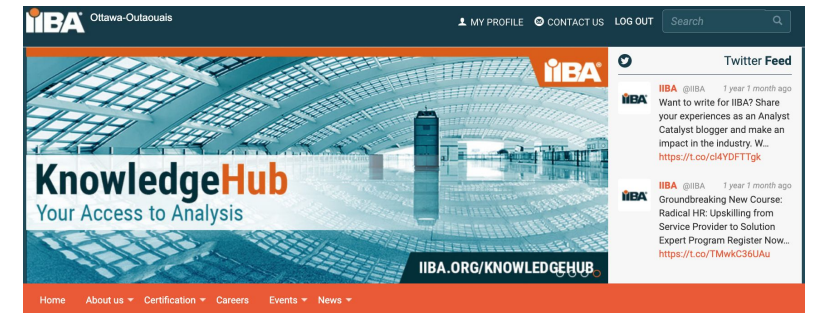 iiBA® Ottawa-Outaouais
MY PROFILE CONTACT US LOG OUT Search
iiBA®
KnowledgeHub
Your Access to Analysis
IIBA.ORG/KNOWLEDGEHUB
Twitter Feed
iiBA
IIBA @IIBA 1 year 1 month ago
Want to write for IIBA? Share
your experiences as an Analyst
Catalyst blogger and make an
impact in the industry. W...
https://t.co/cl4YDFTTgk
iiBA
IIBA @IIBA 1 year 1 month ago
Groundbreaking New Course:
Radical HR: Upskilling from
Service Provider to Solution
Expert Program Register Now...
https://t.co/TMwkC36UAu
Home About us Certification Careers Events News